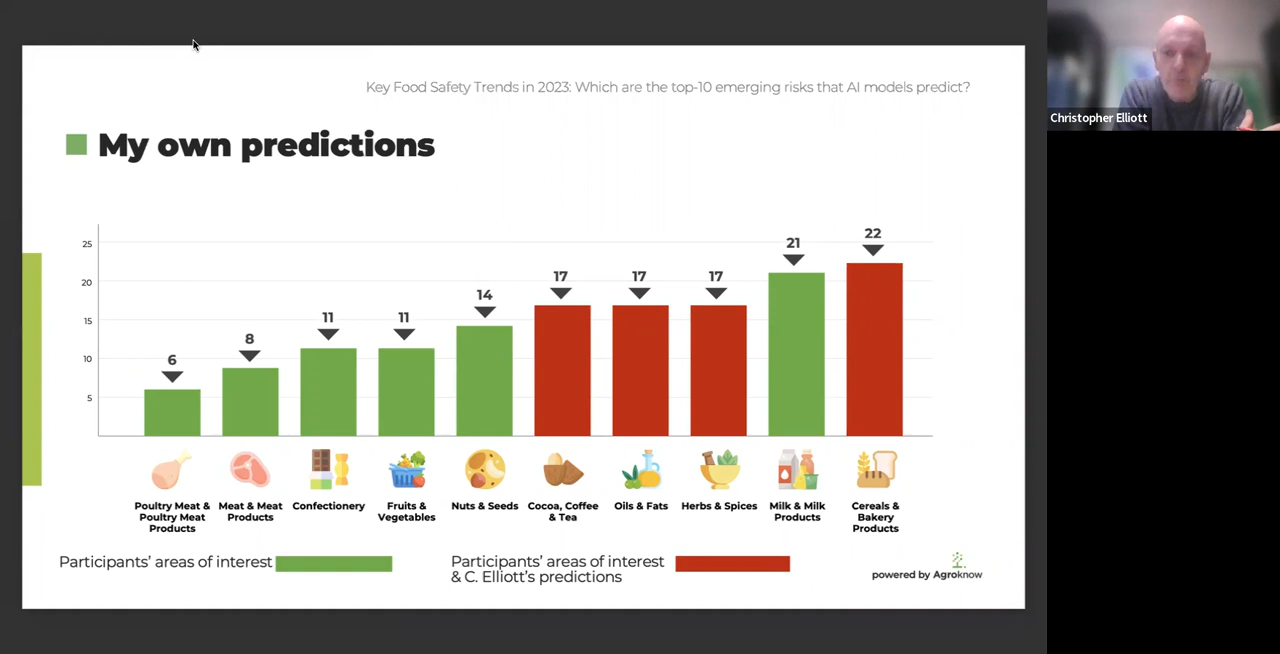 Key Food Safety Trends in 2023: Which are the top-10 emerging risks that AI models predict?
My own predictions
25
20
15
10
5
6
8
11
11
14
17
17
17
21
22
Poultry Meat &
Poultry Meat
Products
Meat & Meat
Products
Confectionery
Fruits &
Vegetables
Nuts & Seeds
Cocoa, Coffee
& Tea
Oils & Fats
Herbs & Spices
Milk & Milk
Products
Cereals &
Bakery
Products
Participants' areas of interest
Participants' areas of interest
& C. Elliott's predictions
powered by Agroknow
Christopher Elliott